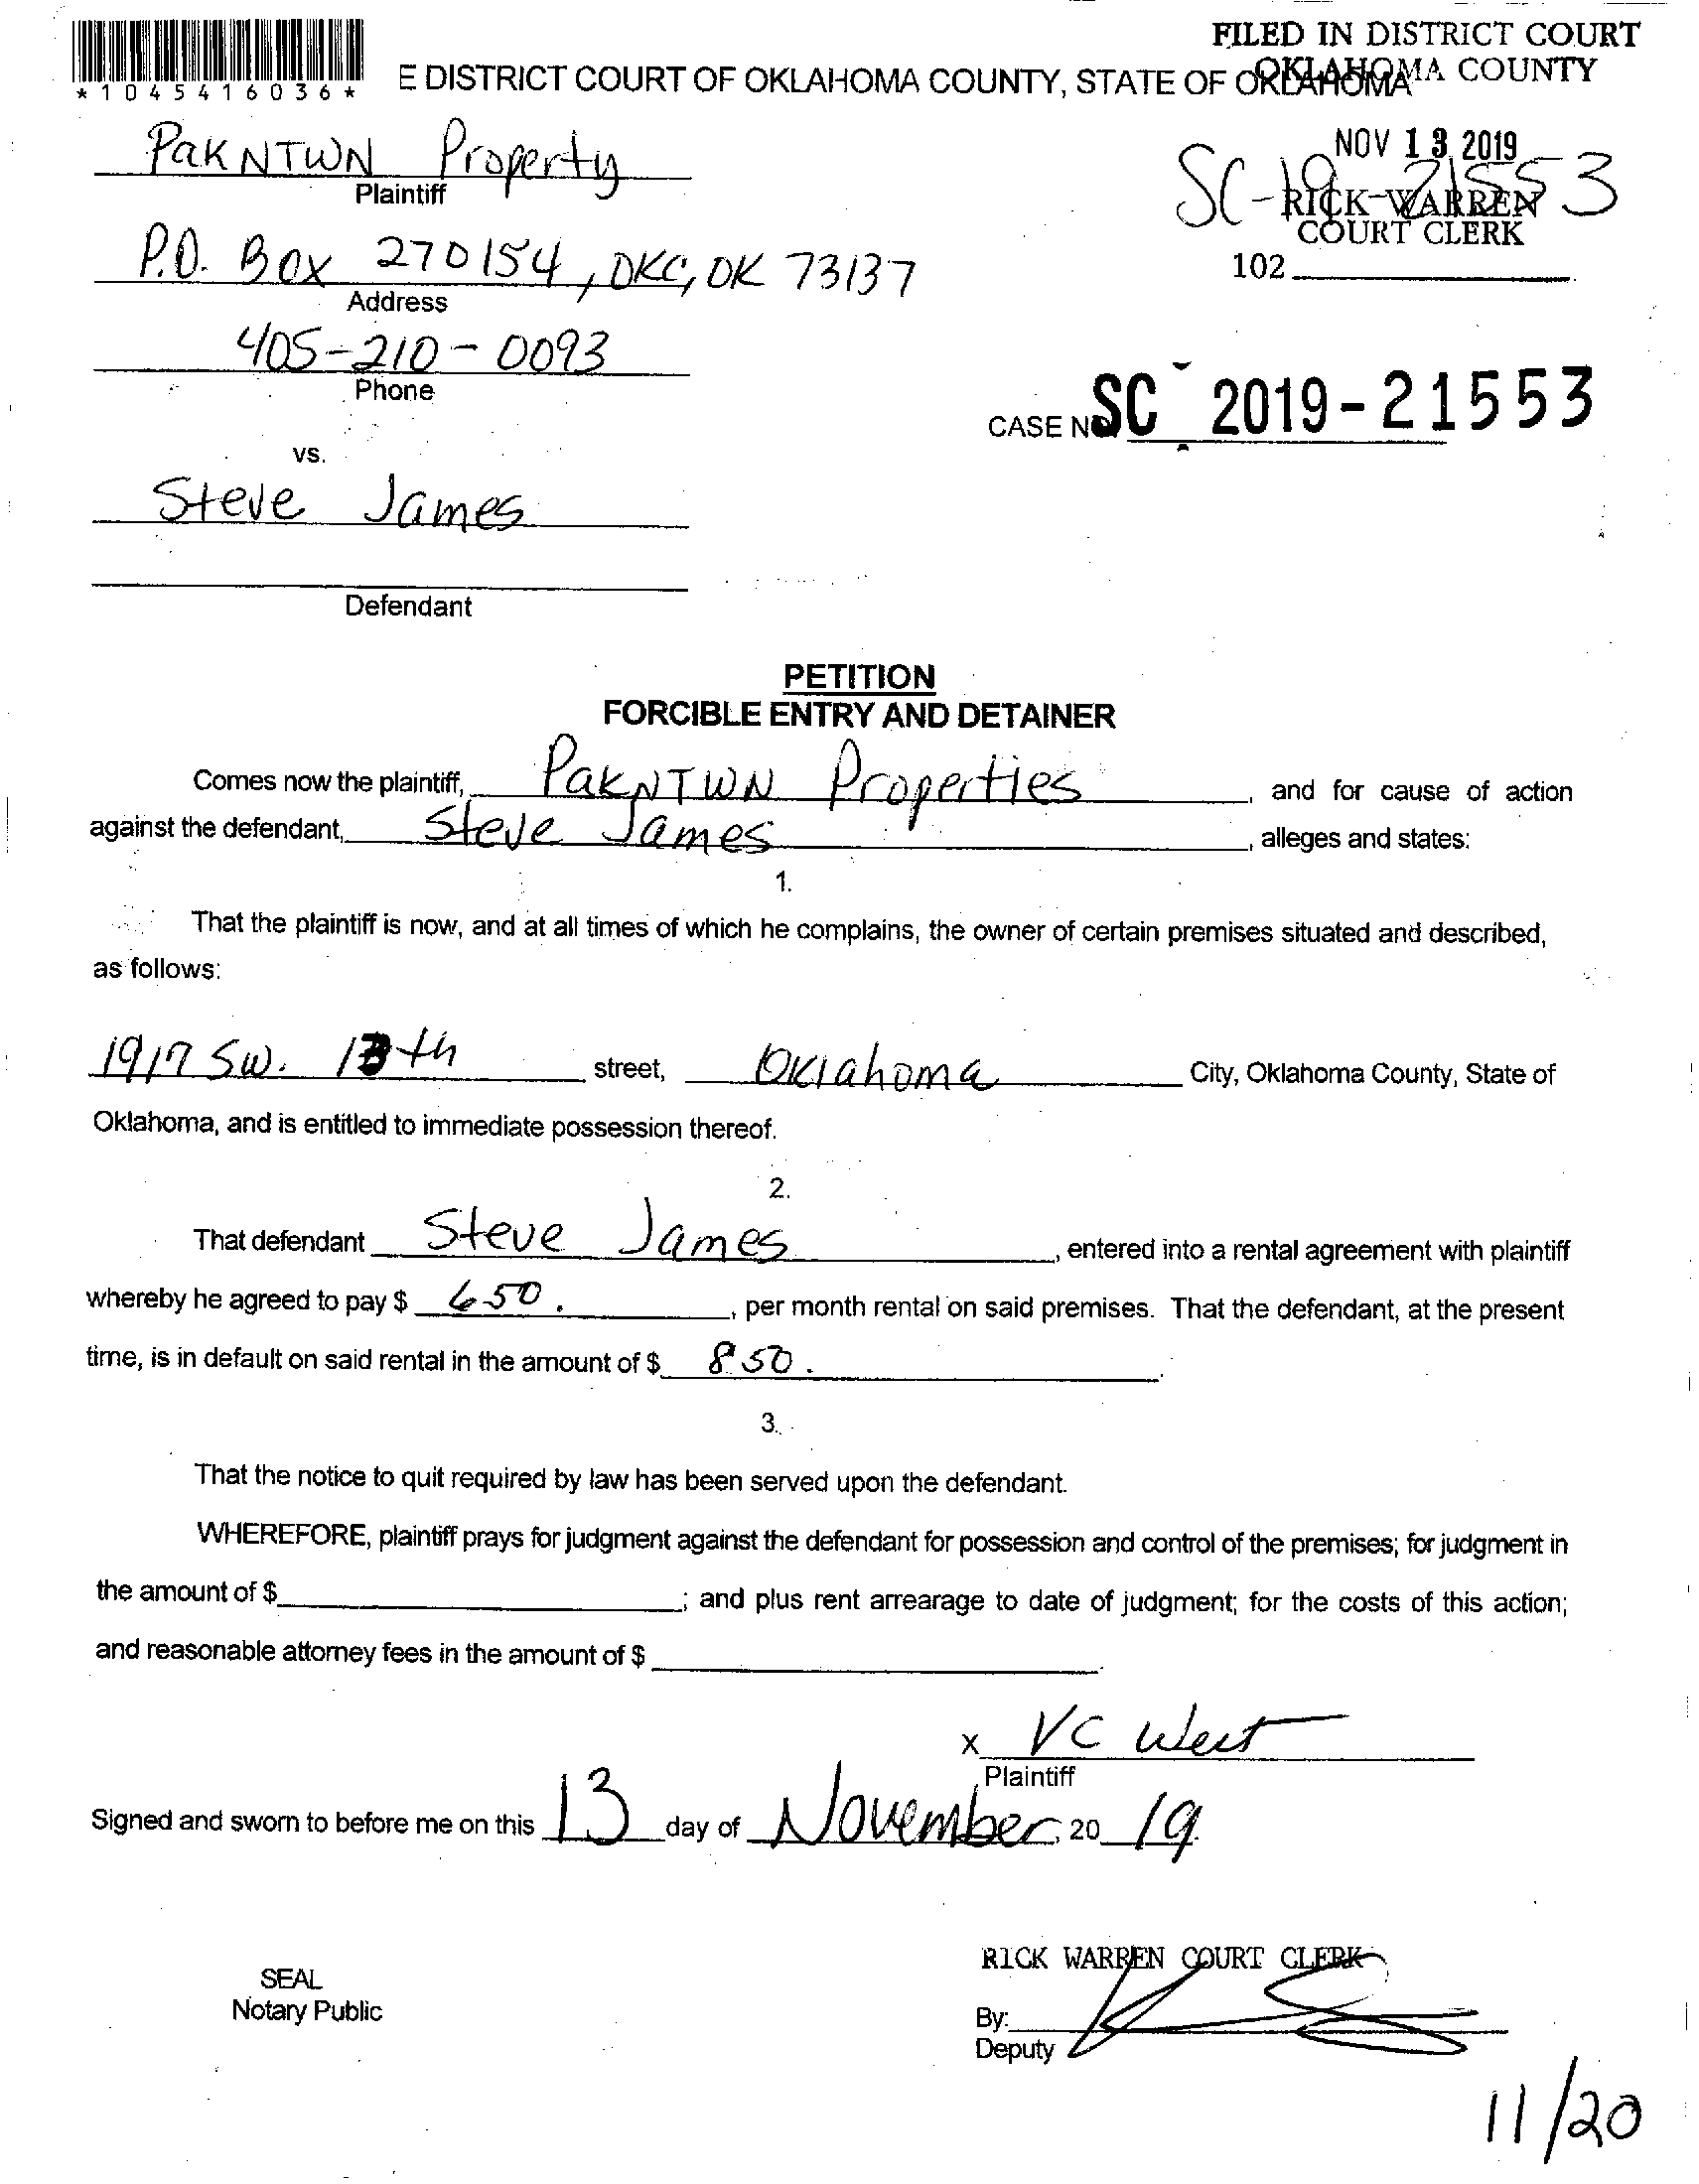 FILED IN DISTRICT COURT
OKLAHOMA COUNTY
*1045416036*
E DISTRICT COURT OF OKLAHOMA COUNTY, STATE OF OKLAHOMA
NOV 13 2019
PAKNTWN Property
Plaintiff
SC-19-21553
RICK WARREN
COURT CLERK
P.O. Box 270154, OKC, OK 73137
Address
102
405-210-0093
Phone
CASE NO. SC 2019-21553
vs.
Steve James
Defendant
PETITION
FORCIBLE ENTRY AND DETAINER
Comes now the plaintiff, PAKNTWN Properties and for cause of action
against the defendant, Steve James, alleges and states:
1.
That the plaintiff is now, and at all times of which he complains, the owner of certain premises situated and described,
as follows:
1917 SW. th street, Oklahoma City, Oklahoma County, State of
Oklahoma, and is entitled to immediate possession thereof.
2.
That defendant Steve James, entered into a rental agreement with plaintiff
whereby he agreed to pay $ 650., per month rental on said premises. That the defendant, at the present
time, is in default on said rental in the amount of $ 850.
3.
That the notice to quit required by law has been served upon the defendant.
WHEREFORE, plaintiff prays for judgment against the defendant for possession and control of the premises; for judgment in
the amount of $ ; and plus rent arrearage to date of judgment; for the costs of this action;
and reasonable attorney fees in the amount of $ .
X VC West
Plaintiff
Signed and sworn to before me on this 13 day of November, 20 19.
RICK WARREN COURT CLERK
SEAL
Notary Public
By:
Deputy
11/20